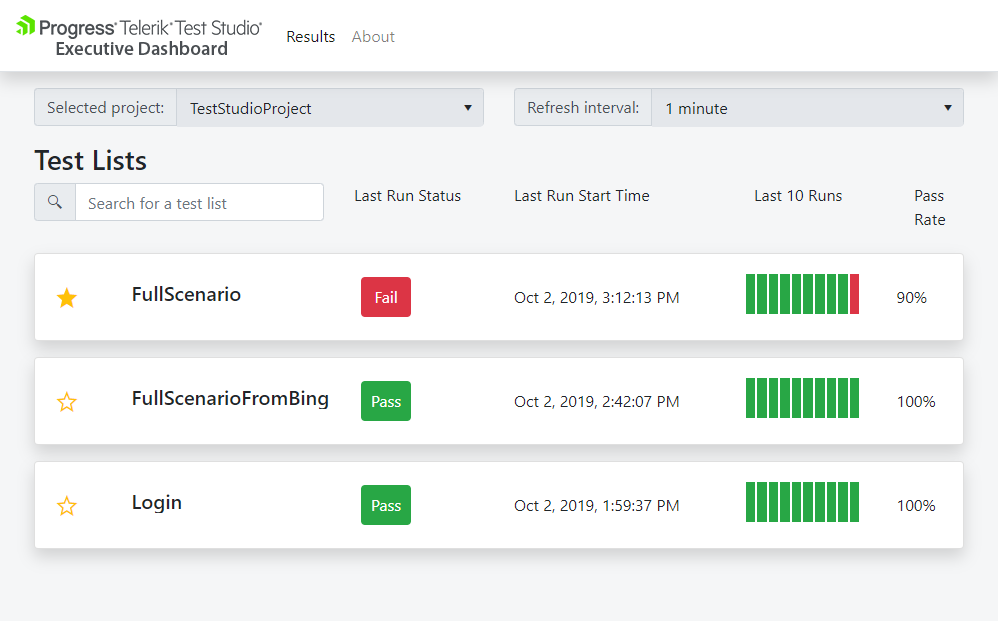 Progress® Telerik® Test Studio®
Executive Dashboard
Results
About
Selected project:
TestStudioProject
Refresh interval:
1 minute
Test Lists
Search for a test list
Last Run Status
Last Run Start Time
Last 10 Runs
Pass
Rate
FullScenario
Fail
Oct 2, 2019, 3:12:13 PM
90%
FullScenarioFromBing
Pass
Oct 2, 2019, 2:42:07 PM
100%
Login
Pass
Oct 2, 2019, 1:59:37 PM
100%